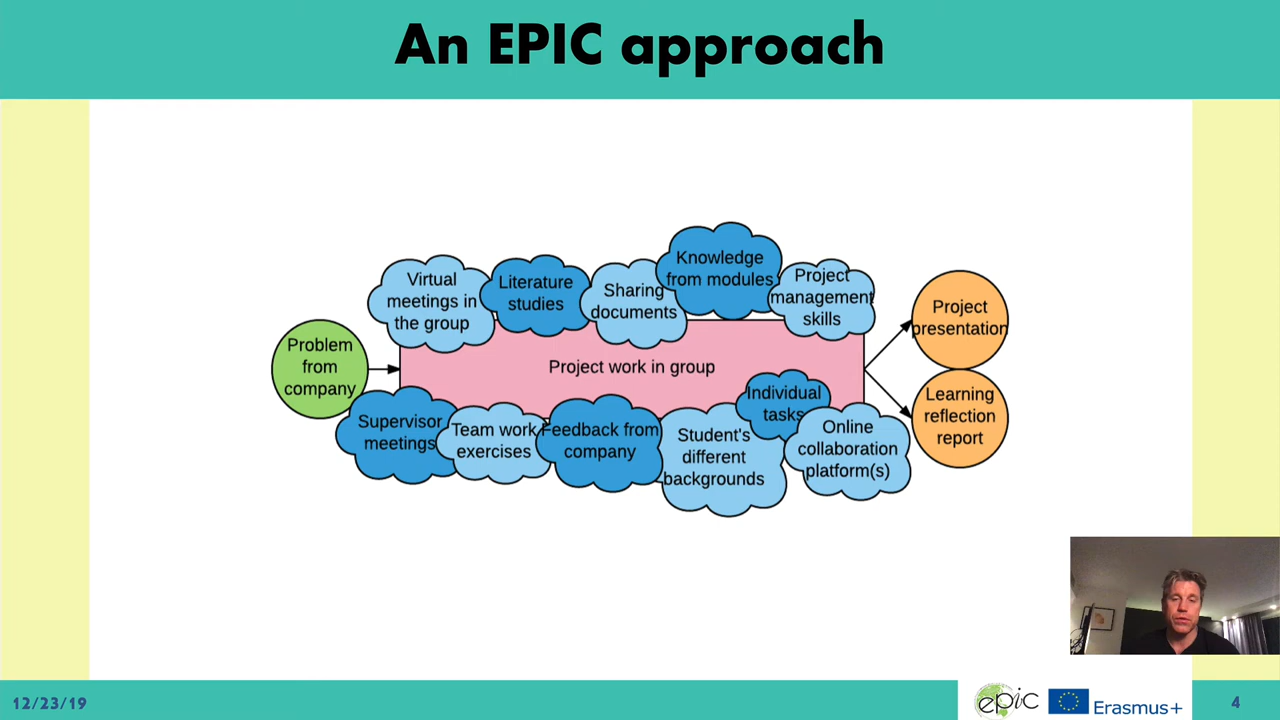 An EPIC approach
Virtual
meetings in
the group
Literature
studies
Sharing
documents
Knowledge
from modules
Project
management
skills
Problem
from
company
Project work in group
Project
presentation
Learning
reflection
report
Supervisor
meetings
Team work
exercises
Feedback from
company
Student's
different
backgrounds
Individual
tasks
Online
collaboration
platform(s)
12/23/19
epic
Erasmus+
4